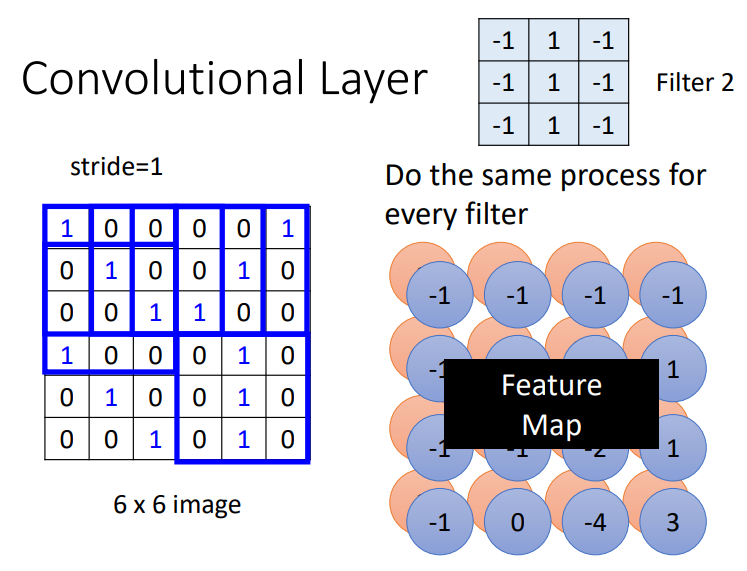 -1 1 -1
-1 1 -1
-1 1 -1
Convolutional Layer
Filter 2
stride=1
Do the same process for
every filter
1 0 0 0 0 1
0 1 0 0 1 0
0 0 1 1 0 0
1 0 0 0 1 0
0 1 0 0 1 0
0 0 1 0 1 0
6 x 6 image
-1 -1 -1 -1
1
Feature
Map
-1 -1 -2 1
-1 0 -4 3